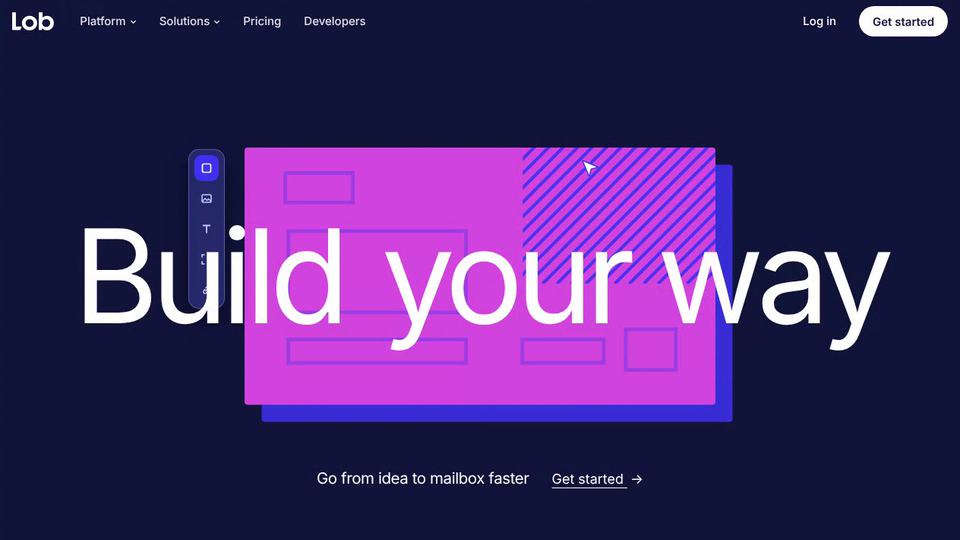 Lob
Platform
Solutions
Pricing
Developers
Log in
Get started
Build your way
Go from idea to mailbox faster
Get started →